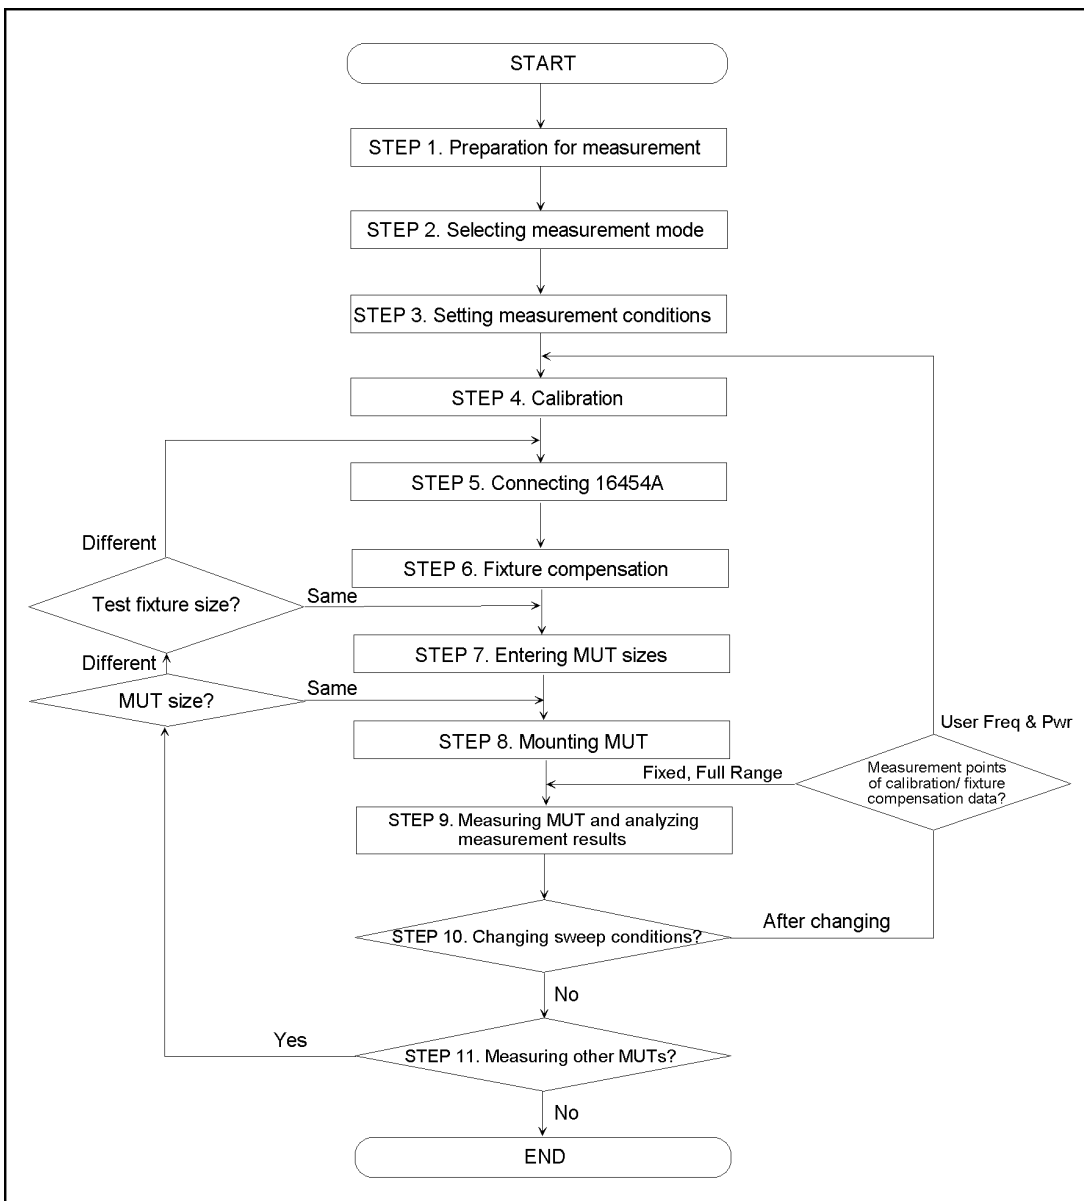 START
STEP 1. Preparation for measurement
STEP 2. Selecting measurement mode
STEP 3. Setting measurement conditions
STEP 4. Calibration
STEP 5. Connecting 16454A
Different
STEP 6. Fixture compensation
Test fixture size?
Same
STEP 7. Entering MUT sizes
Different
MUT size?
Same
STEP 8. Mounting MUT
User Freq & Pwr
Measurement points
of calibration/ fixture
compensation data?
Fixed, Full Range
STEP 9. Measuring MUT and analyzing
measurement results
STEP 10. Changing sweep conditions?
After changing
No
Yes
STEP 11. Measuring other MUTs?
No
END